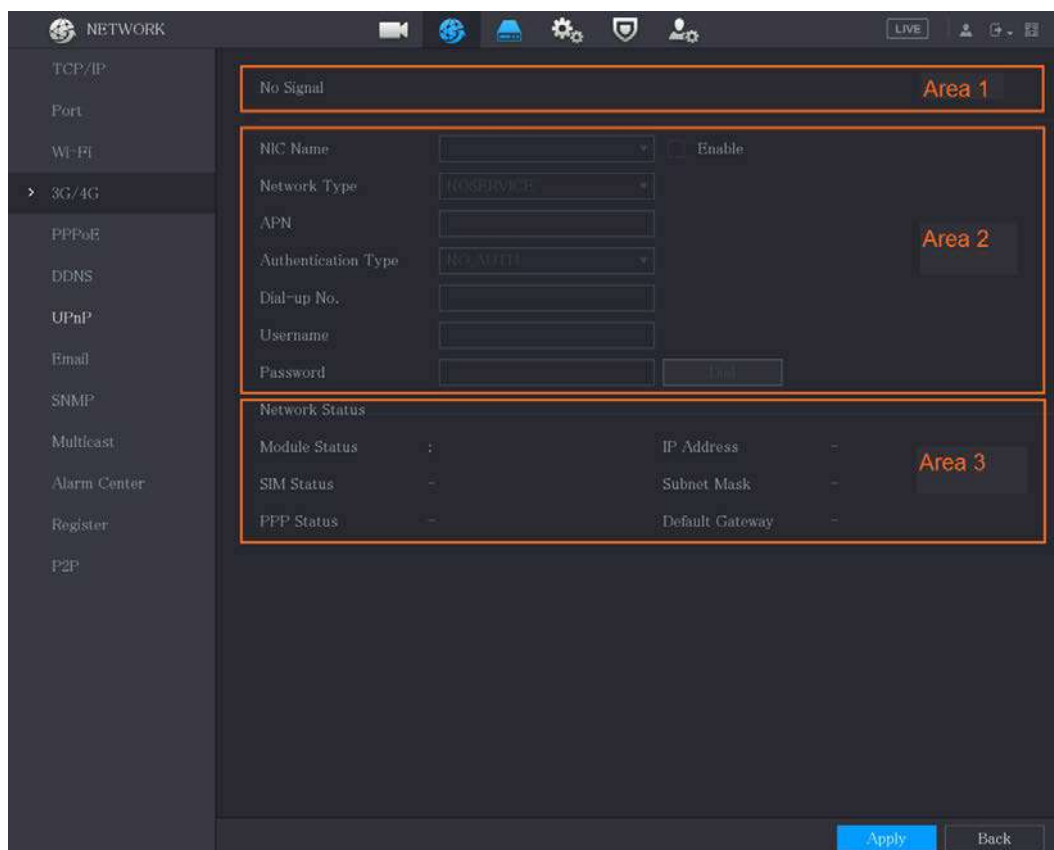 NETWORK
LIVE
TCP/IP
Port
Wi-Fi
3G/4G
PPPoE
DDNS
UPnP
Email
SNMP
Multicast
Alarm Center
Register
P2P
No Signal
Area 1
NIC Name
Enable
Network Type NOSERVICE
APN
Area 2
Authentication Type NO_AUTH
Dial-up No.
Username
Password Dial
Network Status
Module Status : IP Address -
Area 3
SIM Status - Subnet Mask -
PPP Status - Default Gateway -
Apply Back